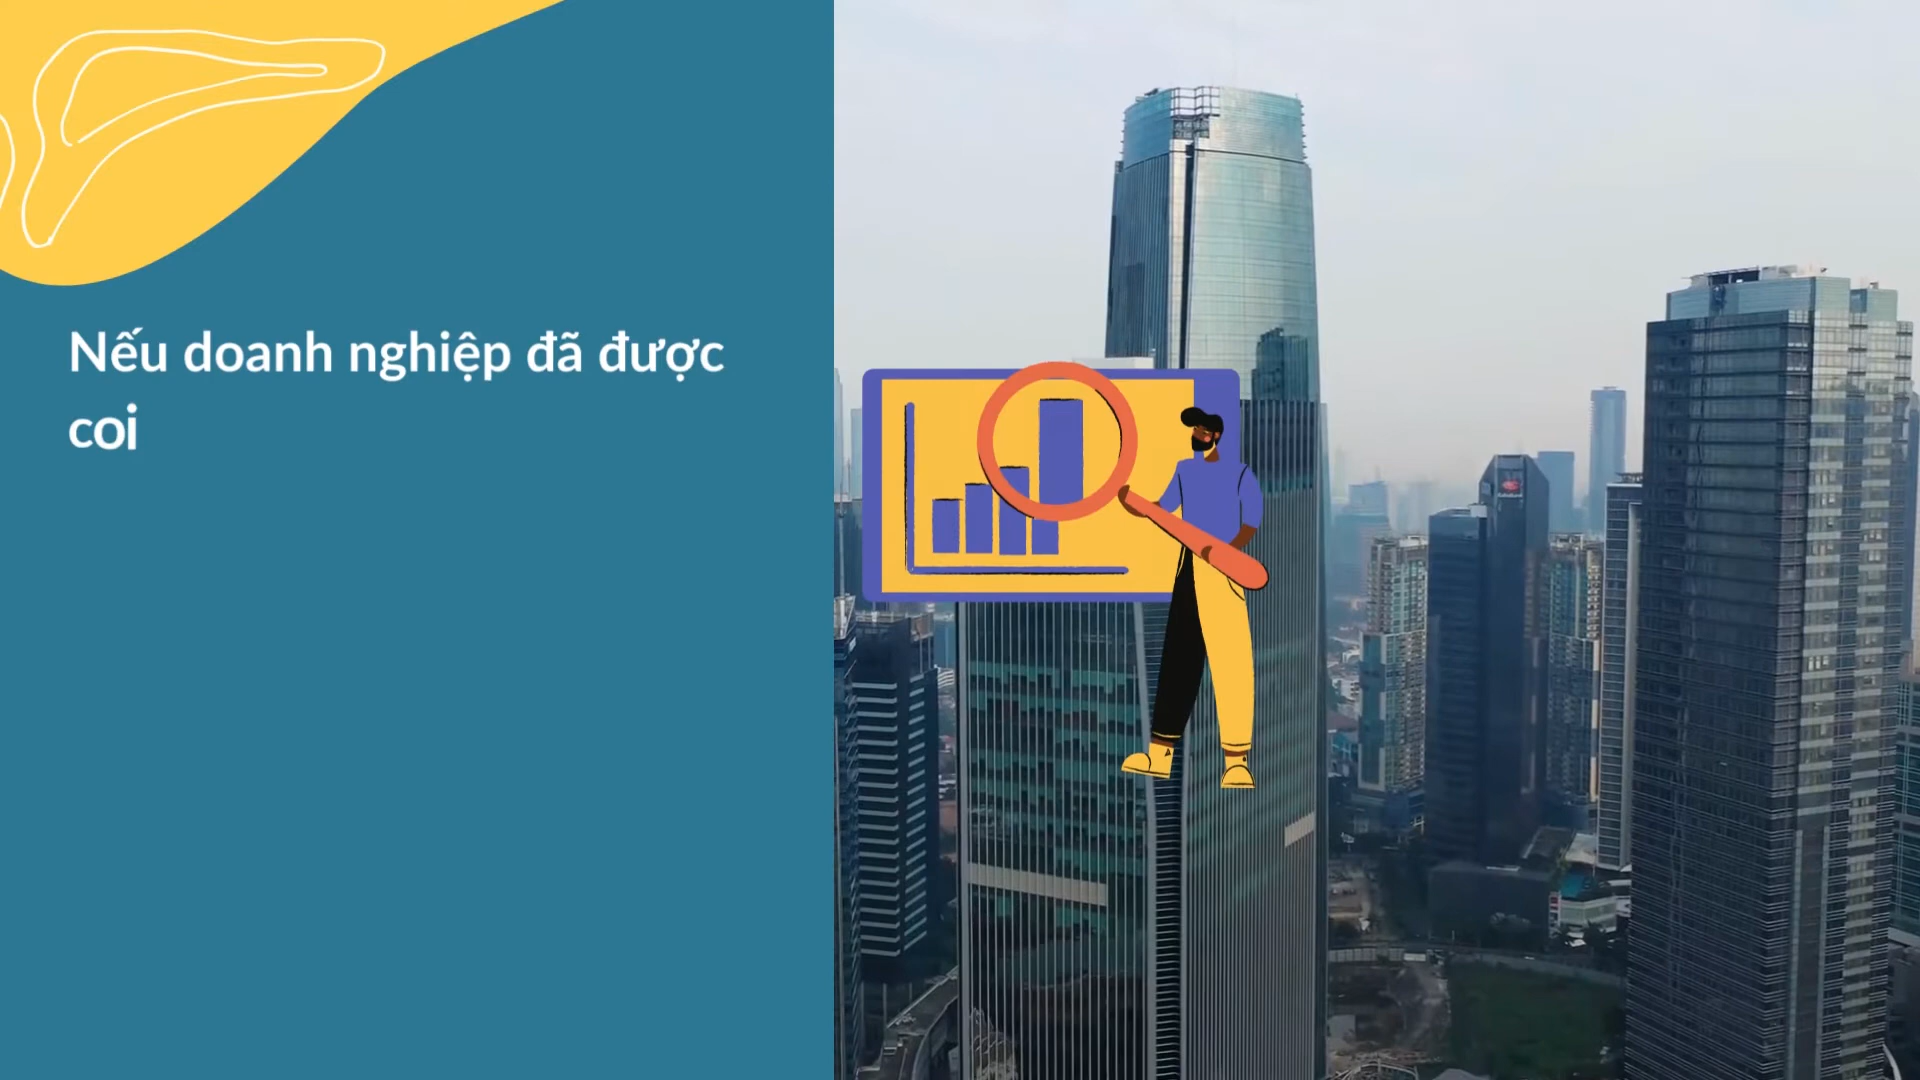 Nếu doanh nghiệp đã được
coi